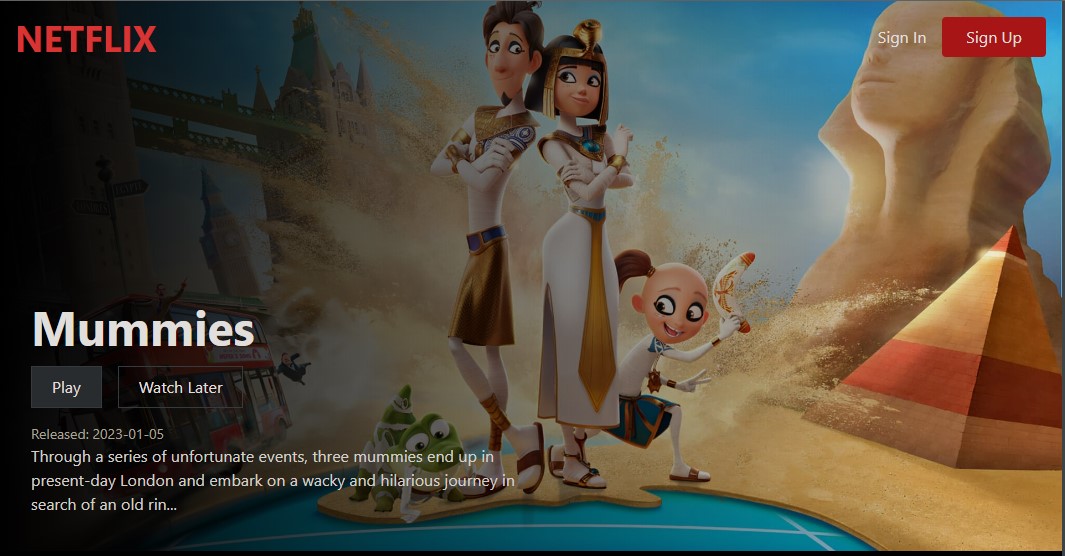 NETFLIX
Sign In
Sign Up
Mummies
Play
Watch Later
Released: 2023-01-05
Through a series of unfortunate events, three mummies end up in
present-day London and embark on a wacky and hilarious journey in
search of an old rin...